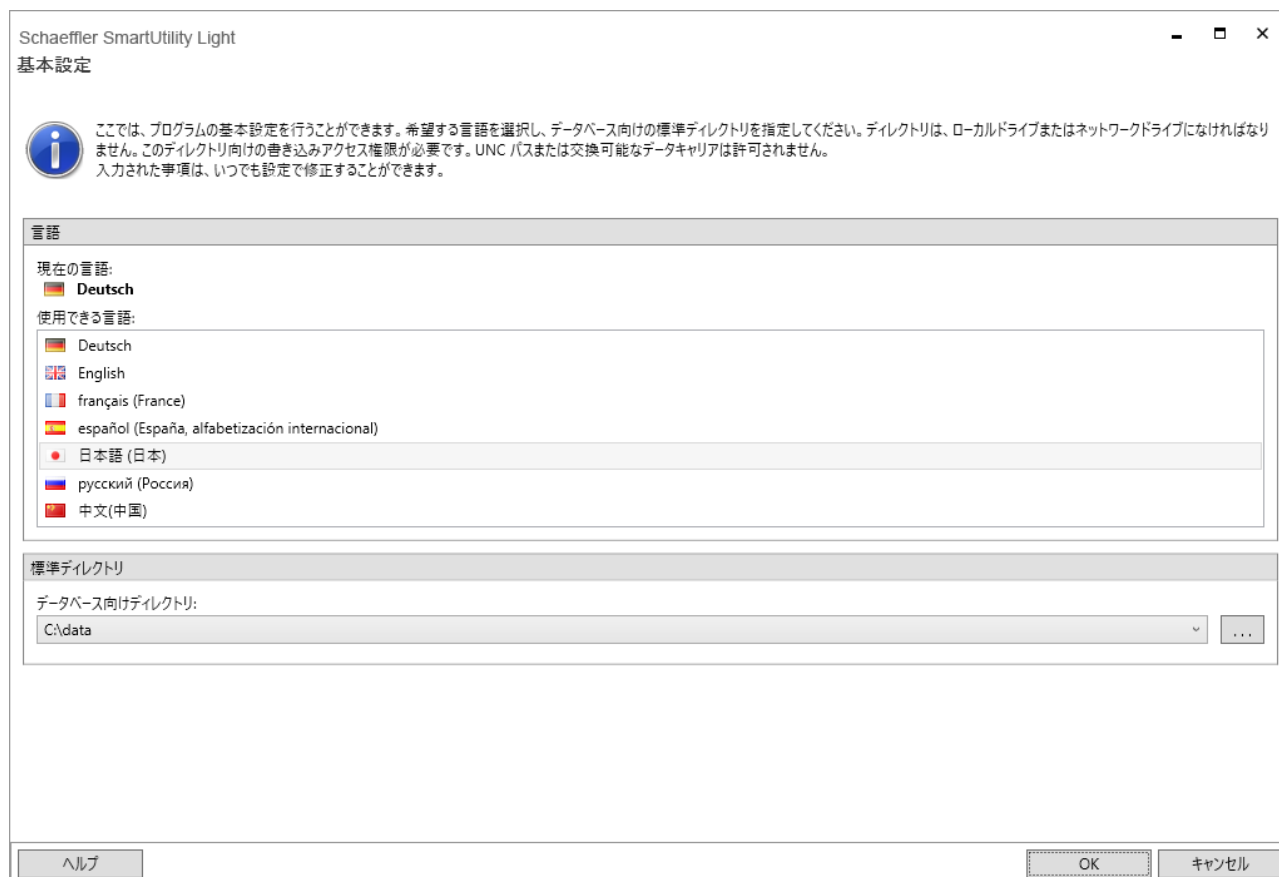 Schaeffler SmartUtility Light
基本設定
ここでは、プログラムの基本設定を行うことができます。希望する言語を選択し、データベース向けの標準ディレクトリを指定してください。ディレクトリは、ローカルドライブまたはネットワークドライブになければなり
ません。このディレクトリ向けの書き込みアクセス権限が必要です。UNC パスまたは交換可能なデータキャリアは許可されません。
入力された事項は、いつでも設定で修正することができます。
言語
現在の言語:
Deutsch
使用できる言語:
Deutsch
English
français (France)
español (España, alfabetización internacional)
日本語 (日本)
русский (Россия)
中文(中国)
標準ディレクトリ
データベース向けディレクトリ:
C:\data
...
ヘルプ
OK
キャンセル